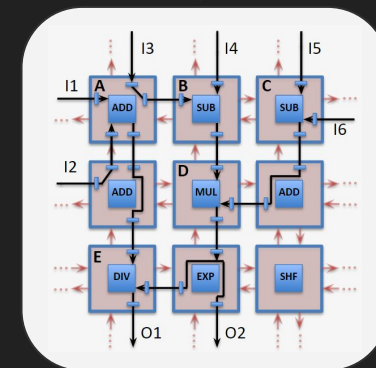 I3 I4 I5
I1 A ADD B SUB C SUB
I6
I2 ADD D MUL ADD
E DIV EXP SHF
O1 O2